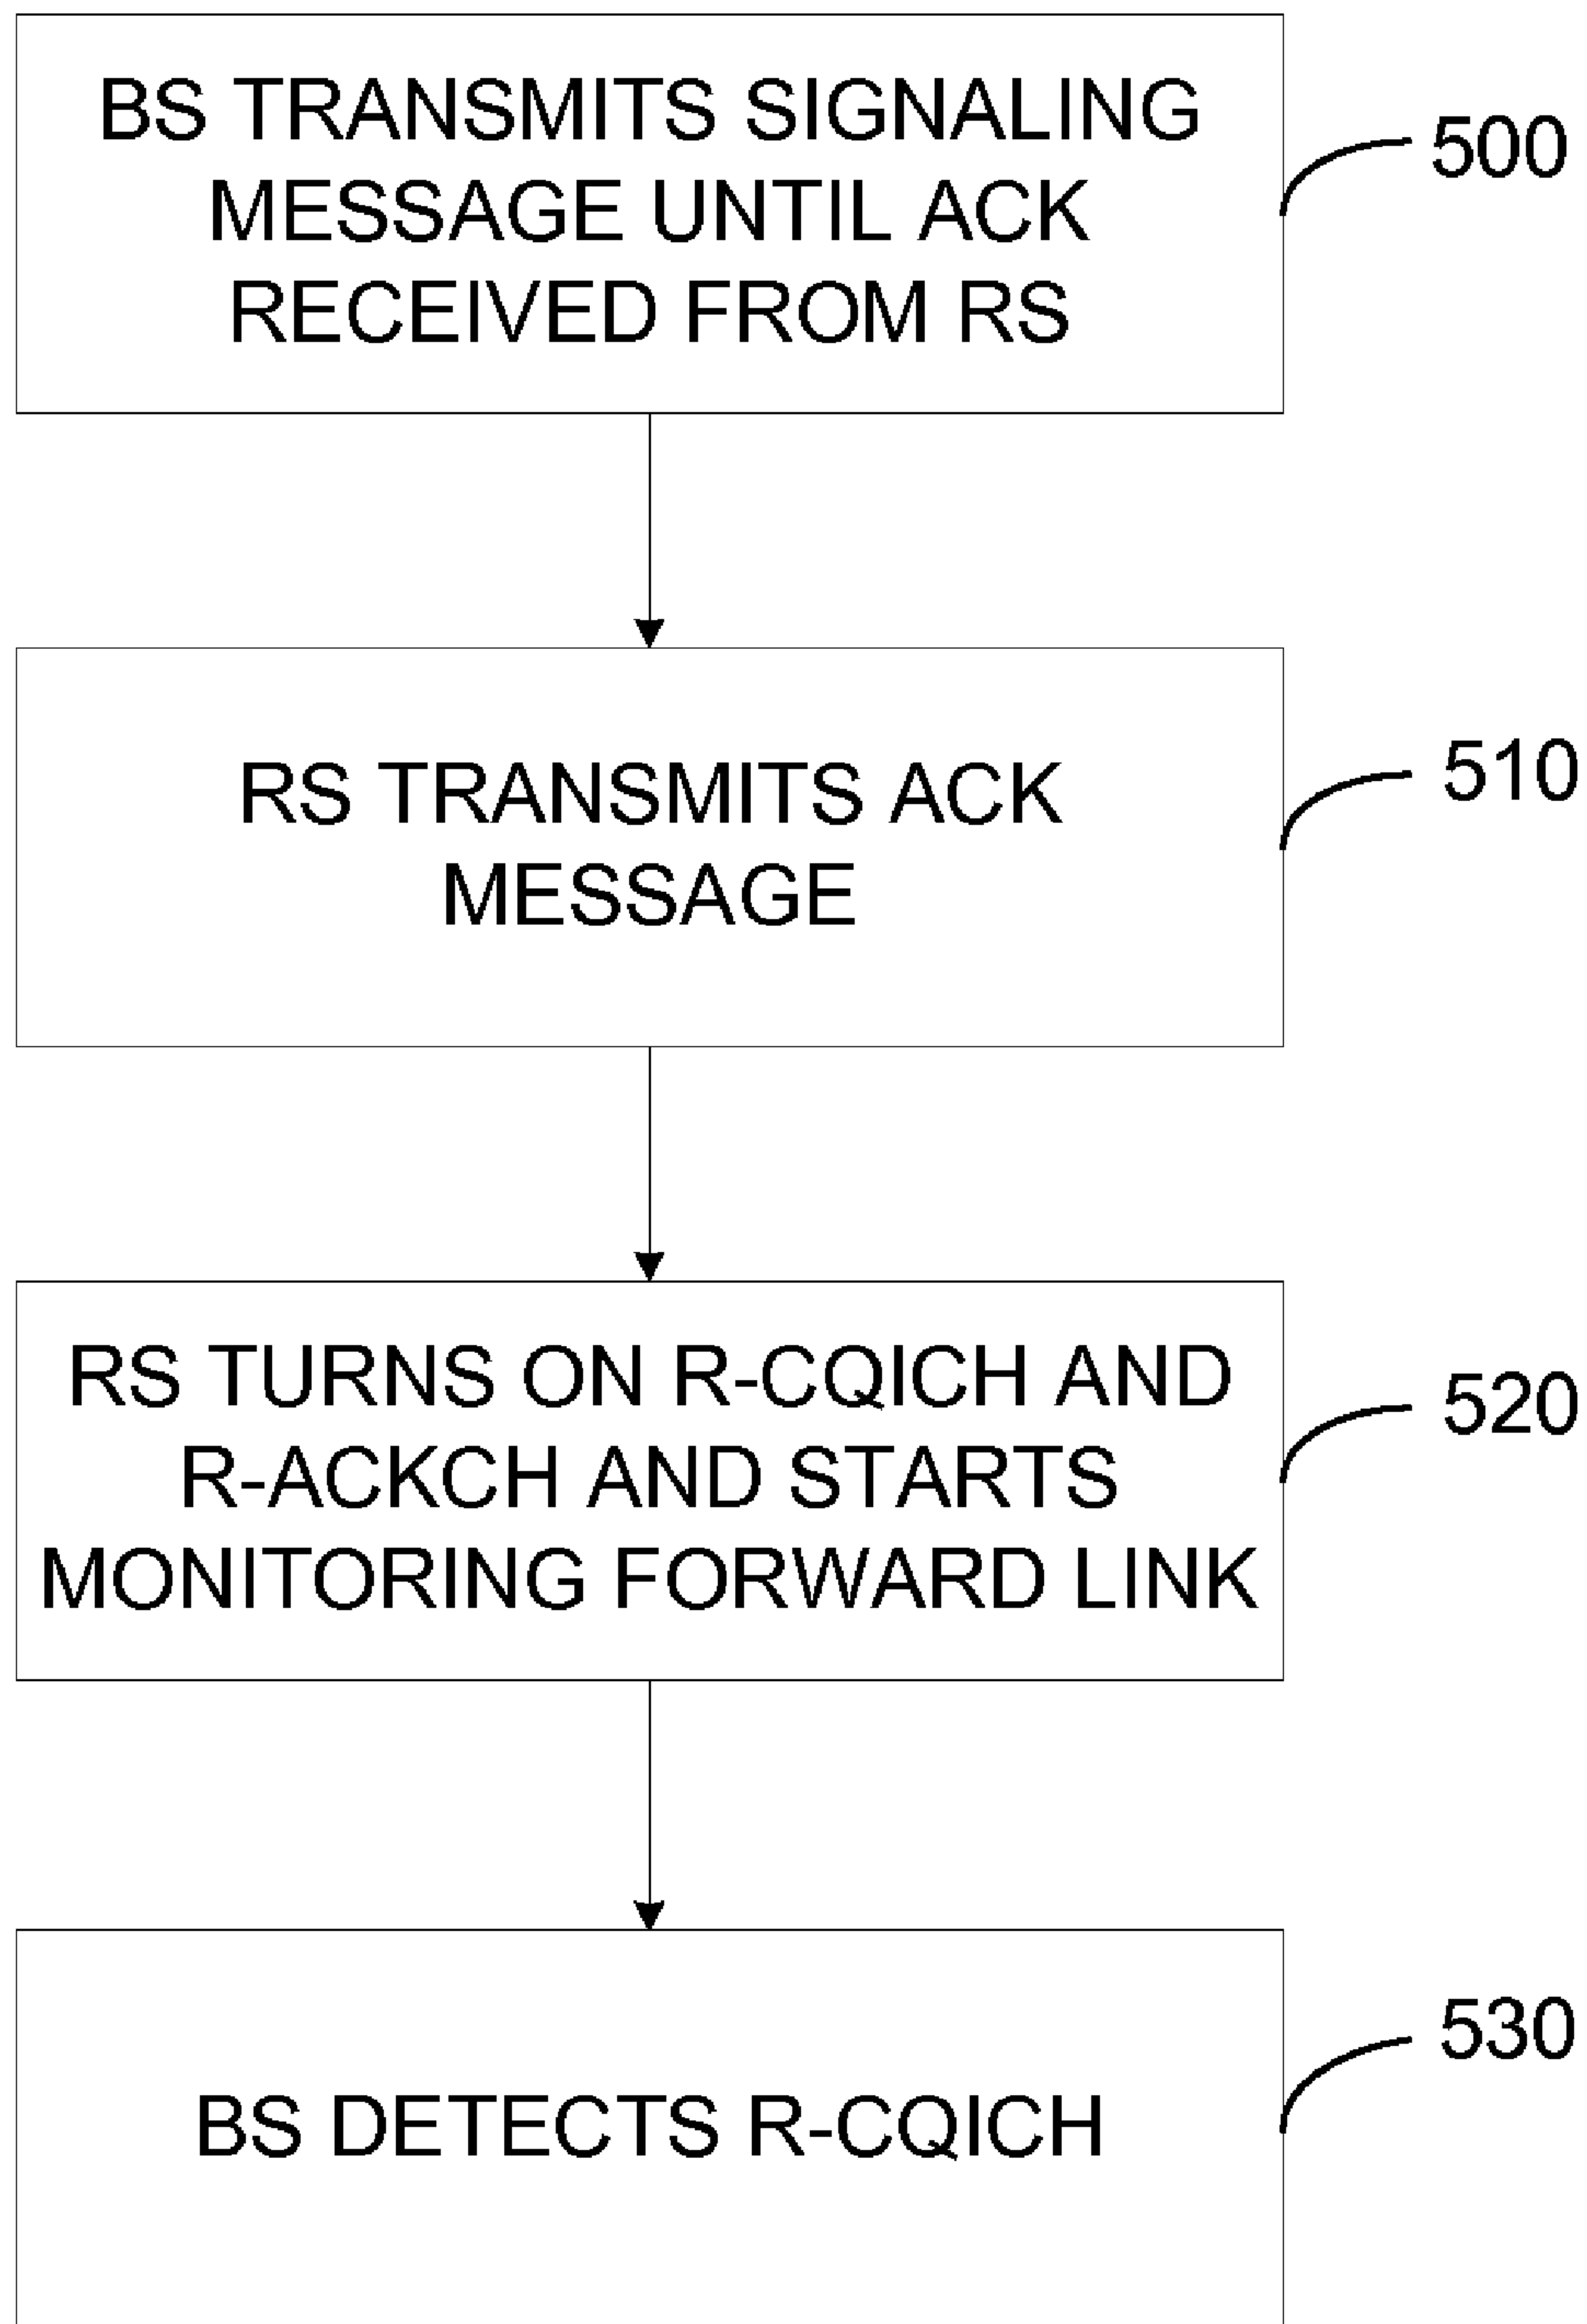 BS TRANSMITS SIGNALING
MESSAGE UNTIL ACK
RECEIVED FROM RS
500
RS TRANSMITS ACK
MESSAGE
510
RS TURNS ON R-CQICH AND
R-ACKCH AND STARTS
MONITORING FORWARD LINK
520
BS DETECTS R-CQICH
530